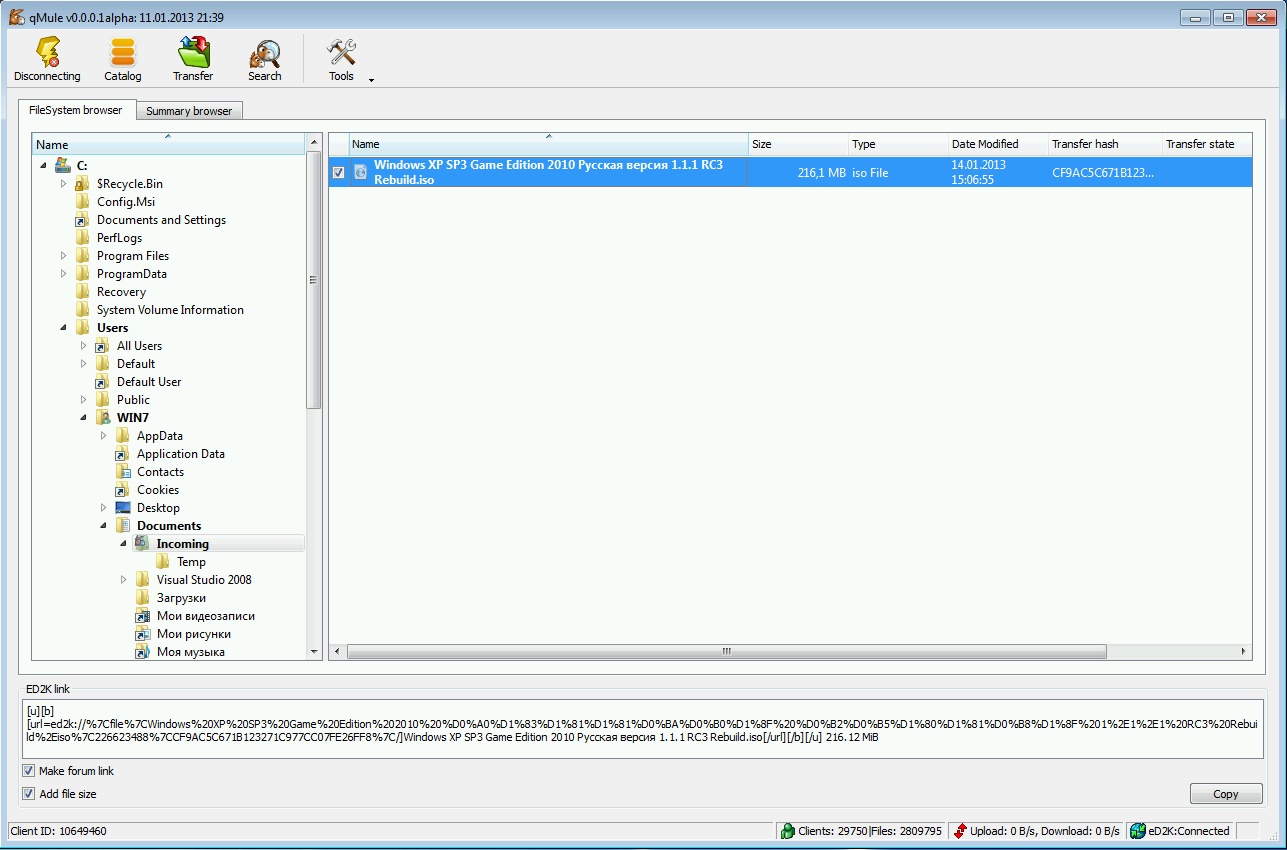 qMule v0.0.0.1alpha: 11.01.2013 21:39
Disconnecting Catalog Transfer Search Tools
FileSystem browser Summary browser
Name
C:
$Recycle.Bin
Config.Msi
Documents and Settings
PerfLogs
Program Files
ProgramData
Recovery
System Volume Information
Users
All Users
Default
Default User
Public
WIN7
AppData
Application Data
Contacts
Cookies
Desktop
Documents
Incoming
Temp
Visual Studio 2008
Загрузки
Мои видеозаписи
Мои рисунки
Моя музыка
Name Size Type Date Modified Transfer hash Transfer state
Windows XP SP3 Game Edition 2010 Русская версия 1.1.1 RC3
Rebuild.iso
216,1 MB iso File
14.01.2013
15:06:55
CF9AC5C671B123...
ED2K link
[u][b]
[url=ed2k://%7Cfile%7CWindows%20XP%20SP3%20Game%20Edition%202010%20%D0%A0%D1%83%D1%81%D1%81%D0%BA%D0%B0%D1%8F%20%D0%B2%D0%B5%D1%80%D1%81%D0%B8%D1%8F%201%2E1%2E1%20RC3%20Rebu
ild%2Eiso%7C226623488%7CCF9AC5C671B123271C977CC07FE26FF8%7C/]Windows XP SP3 Game Edition 2010 Русская версия 1.1.1 RC3 Rebuild.iso[/url][/b][/u] 216.12 MiB
Make forum link
Add file size
Copy
Client ID: 10649460
Clients: 29750|Files: 2809795
Upload: 0 B/s, Download: 0 B/s
eD2K:Connected